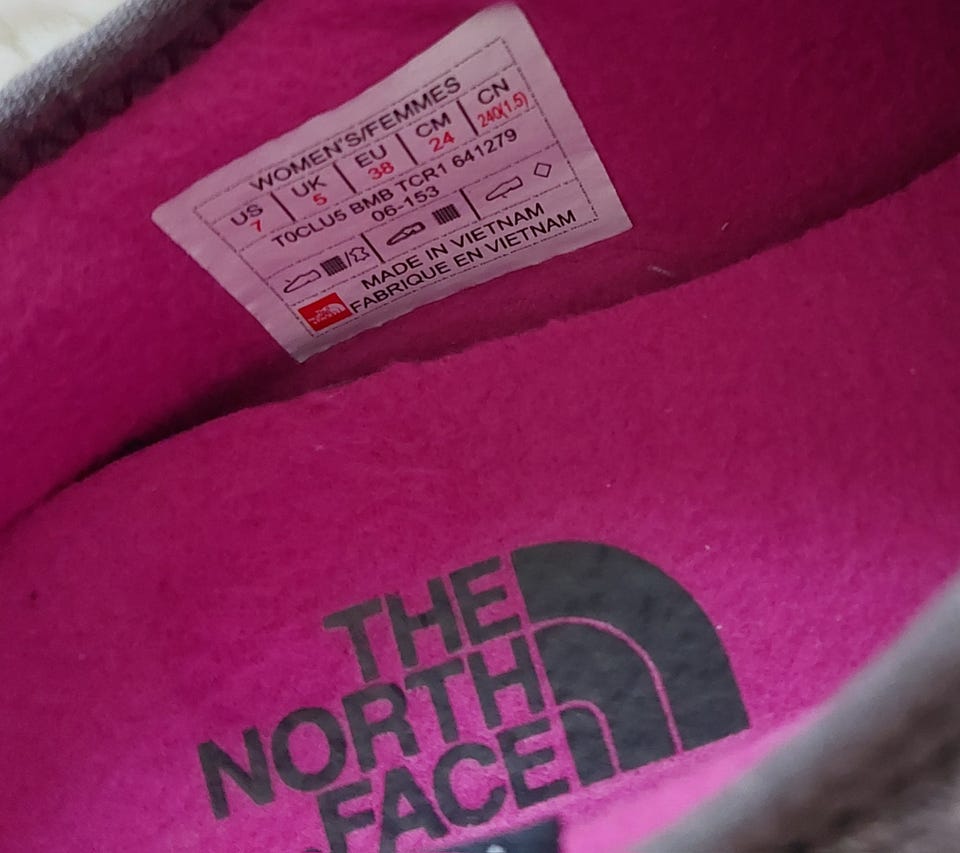 WOMEN'S/FEMMES
US | UK | EU | CM | CN
7 5 38 24 240(1.5)
T0CLU5 BMB TCR1 641279
06-153
MADE IN VIETNAM
FABRIQUE EN VIETNAM
THE
NORTH
FACE